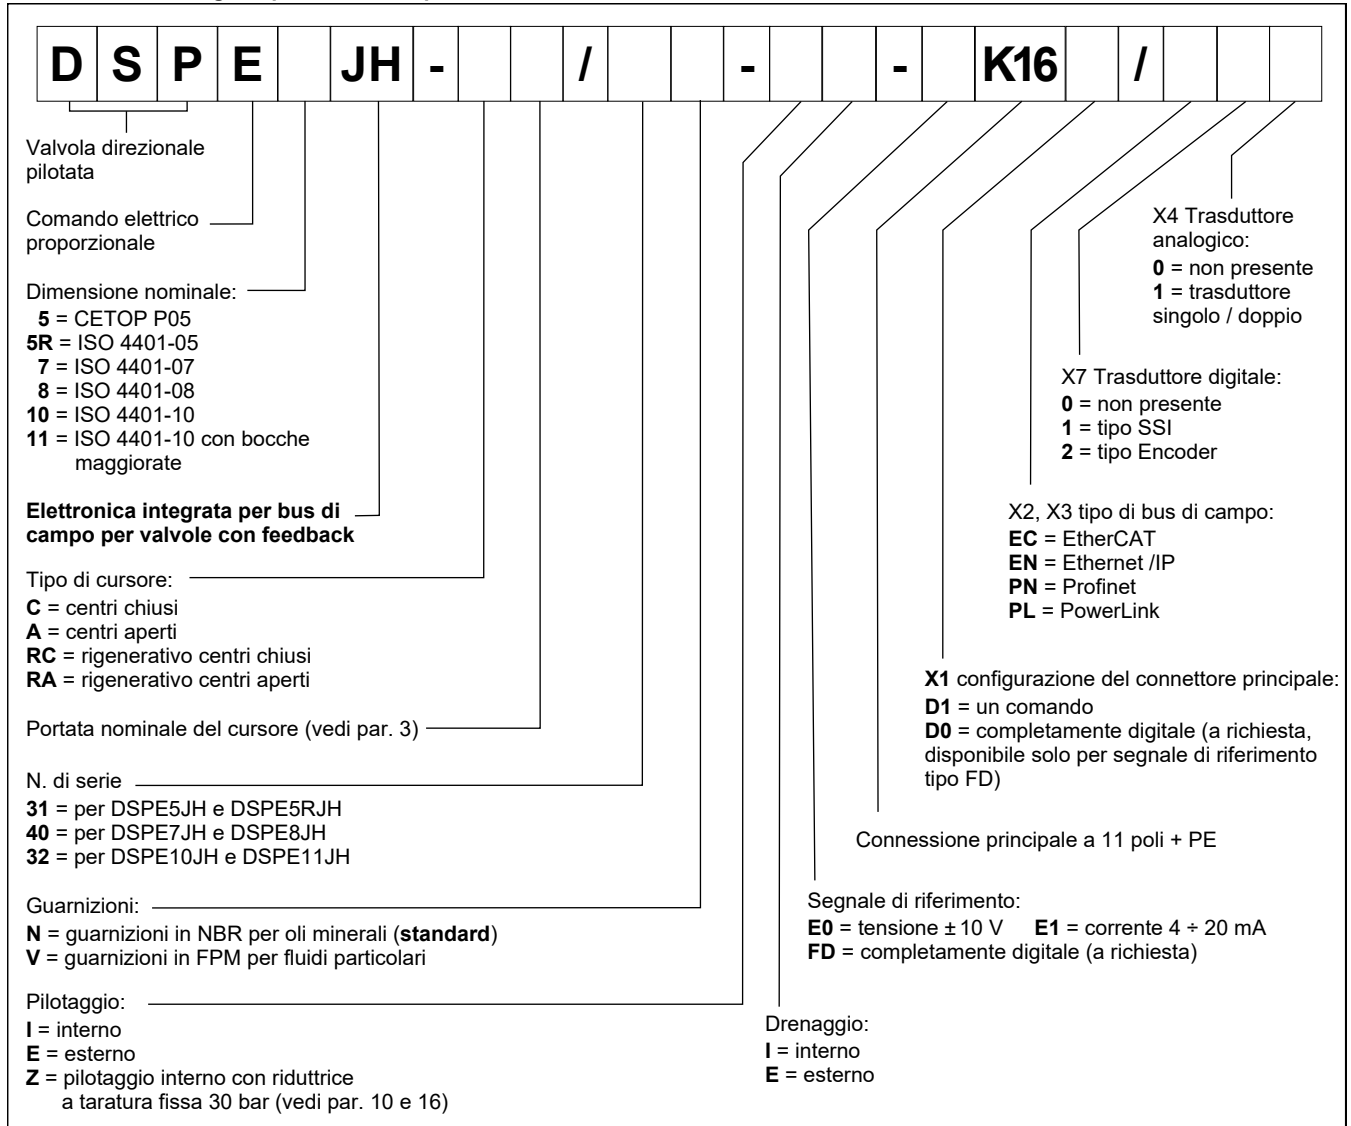 D S P E JH - / - - K16 /
Valvola direzionale
pilotata
Comando elettrico
proporzionale
Dimensione nominale:
5 = CETOP P05
5R = ISO 4401-05
7 = ISO 4401-07
8 = ISO 4401-08
10 = ISO 4401-10
11 = ISO 4401-10 con bocche
maggiorate
Elettronica integrata per bus di
campo per valvole con feedback
Tipo di cursore:
C = centri chiusi
A = centri aperti
RC = rigenerativo centri chiusi
RA = rigenerativo centri aperti
Portata nominale del cursore (vedi par. 3)
N. di serie
31 = per DSPE5JH e DSPE5RJH
40 = per DSPE7JH e DSPE8JH
32 = per DSPE10JH e DSPE11JH
Guarnizioni:
N = guarnizioni in NBR per oli minerali (standard)
V = guarnizioni in FPM per fluidi particolari
Pilotaggio:
I = interno
E = esterno
Z = pilotaggio interno con riduttrice
a taratura fissa 30 bar (vedi par. 10 e 16)
Drenaggio:
I = interno
E = esterno
Segnale di riferimento:
E0 = tensione ± 10 V E1 = corrente 4 ÷ 20 mA
FD = completamente digitale (a richiesta)
Connessione principale a 11 poli + PE
X1 configurazione del connettore principale:
D1 = un comando
D0 = completamente digitale (a richiesta,
disponibile solo per segnale di riferimento
tipo FD)
X2, X3 tipo di bus di campo:
EC = EtherCAT
EN = Ethernet /IP
PN = Profinet
PL = PowerLink
X7 Trasduttore digitale:
0 = non presente
1 = tipo SSI
2 = tipo Encoder
X4 Trasduttore
analogico:
0 = non presente
1 = trasduttore
singolo / doppio